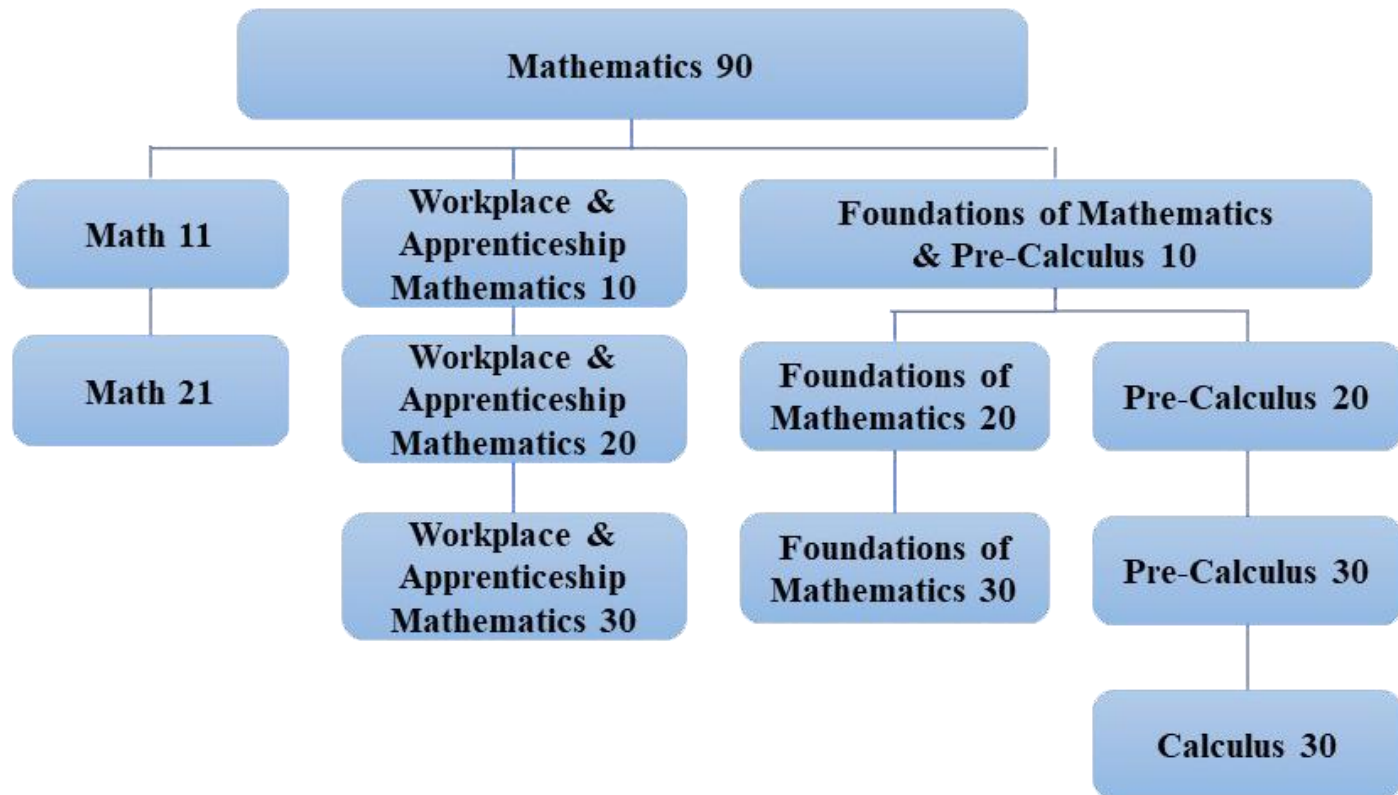 Mathematics 90
Math 11
Workplace &
Apprenticeship
Mathematics 10
Foundations of Mathematics
& Pre-Calculus 10
Math 21
Workplace &
Apprenticeship
Mathematics 20
Foundations of
Mathematics 20
Pre-Calculus 20
Workplace &
Apprenticeship
Mathematics 30
Foundations of
Mathematics 30
Pre-Calculus 30
Calculus 30